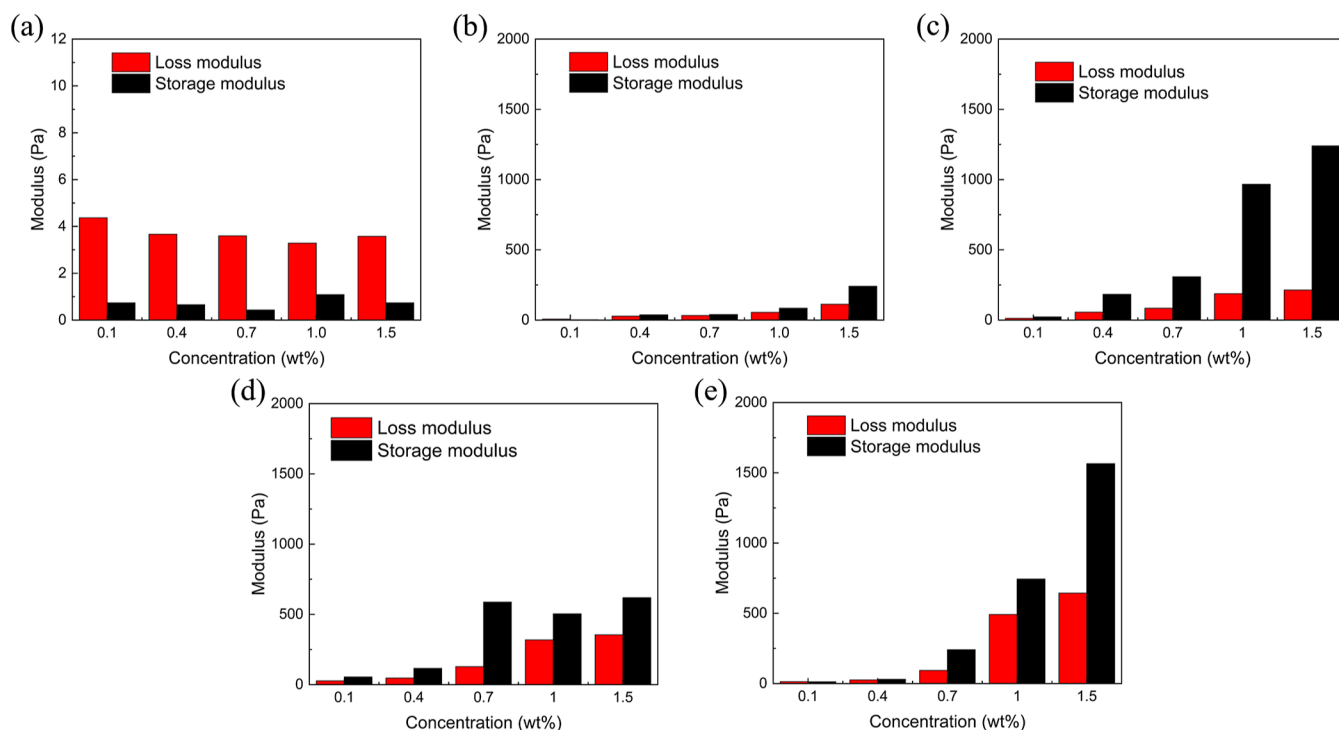 (a)
12
10
8
6
4
2
0
Modulus (Pa)
Loss modulus
Storage modulus
0.1 0.4 0.7 1.0 1.5
Concentration (wt%)
(b)
2000
1500
1000
500
0
Modulus (Pa)
Loss modulus
Storage modulus
0.1 0.4 0.7 1.0 1.5
Concentration (wt%)
(c)
2000
1500
1000
500
0
Modulus (Pa)
Loss modulus
Storage modulus
0.1 0.4 0.7 1 1.5
Concentration (wt%)
(d)
2000
1500
1000
500
0
Modulus (Pa)
Loss modulus
Storage modulus
0.1 0.4 0.7 1 1.5
Concentration (wt%)
(e)
2000
1500
1000
500
0
Modulus (Pa)
Loss modulus
Storage modulus
0.1 0.4 0.7 1 1.5
Concentration (wt%)